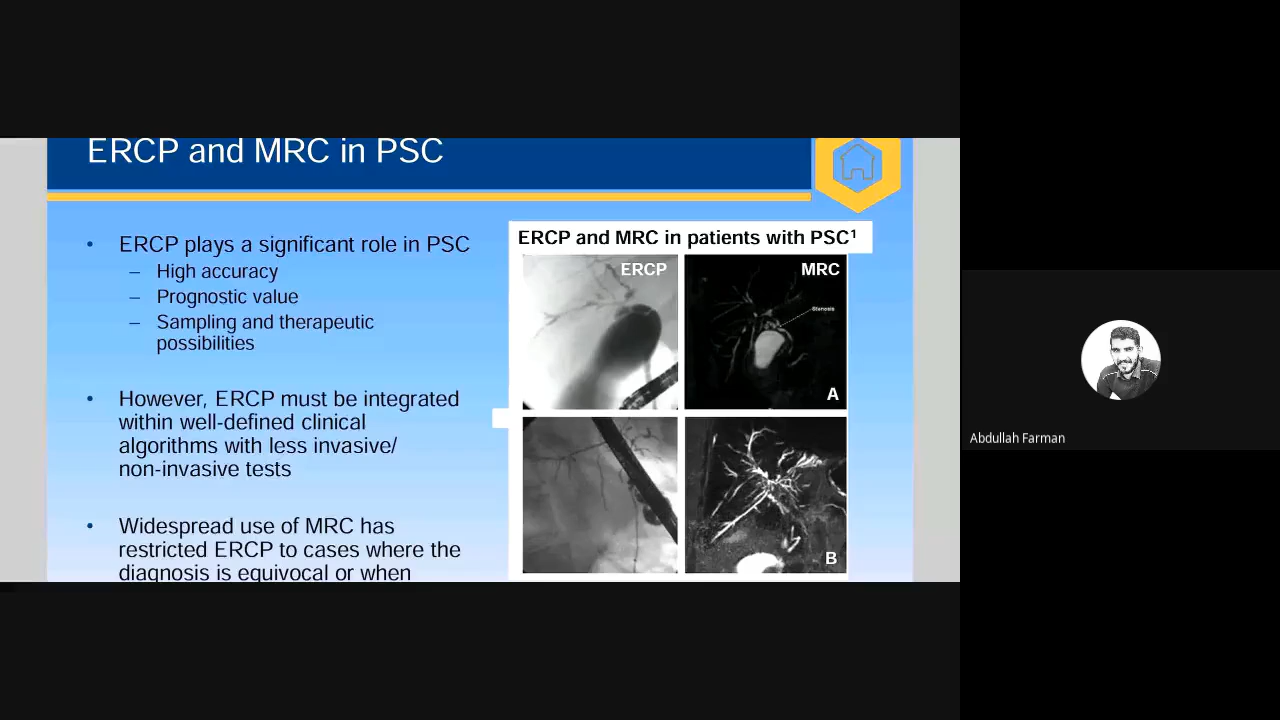 ERCP and MRC in PSC
• ERCP plays a significant role in PSC
– High accuracy
– Prognostic value
– Sampling and therapeutic
possibilities
• However, ERCP must be integrated
within well-defined clinical
algorithms with less invasive/
non-invasive tests
• Widespread use of MRC has
restricted ERCP to cases where the
diagnosis is equivocal or when
ERCP and MRC in patients with PSC¹
ERCP
MRC
Stenosis
A
B
Abdullah Farman